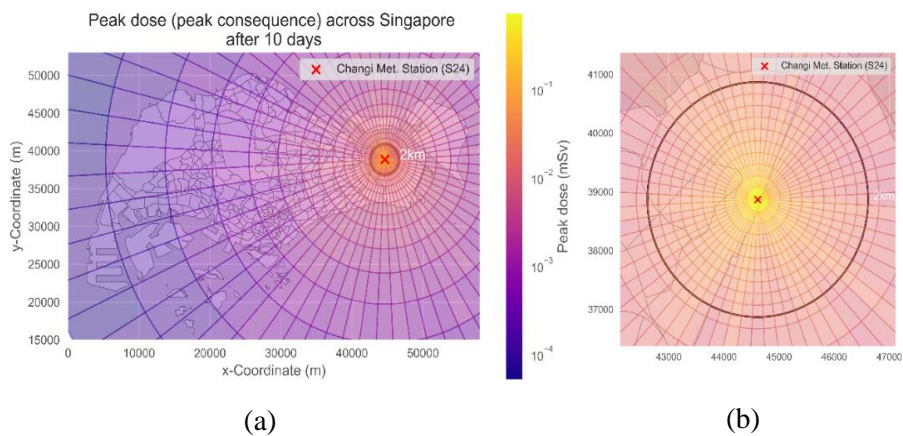 Peak dose (peak consequence) across Singapore
after 10 days
Changi Met. Station (S24)
2km
50000
45000
40000
35000
30000
25000
20000
15000
y-Coordinate (m)
0
10000
20000
30000
40000
50000
x-Coordinate (m)
10⁻¹
10⁻²
10⁻³
10⁻⁴
Peak dose (mSv)
Changi Met. Station (S24)
2km
41000
40000
39000
38000
37000
43000
44000
45000
46000
47000
(a)
(b)